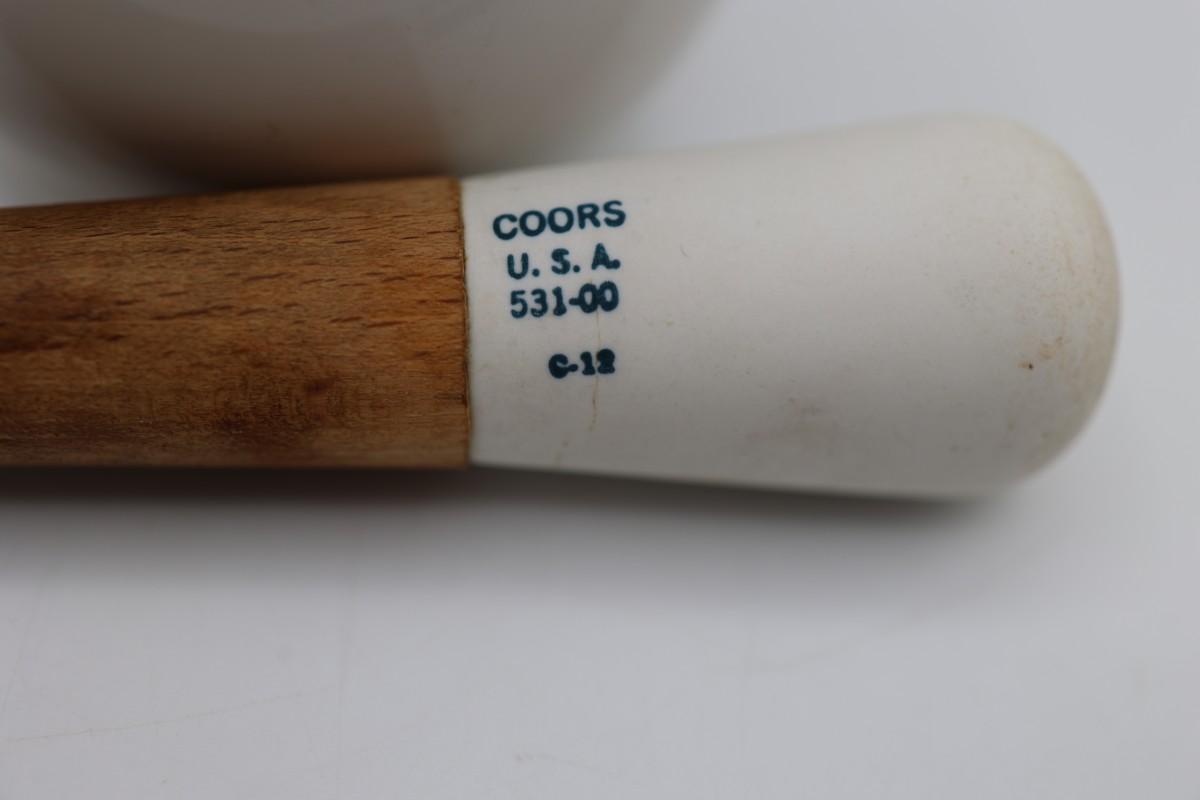 COORS
U. S. A.
531-00
C-12